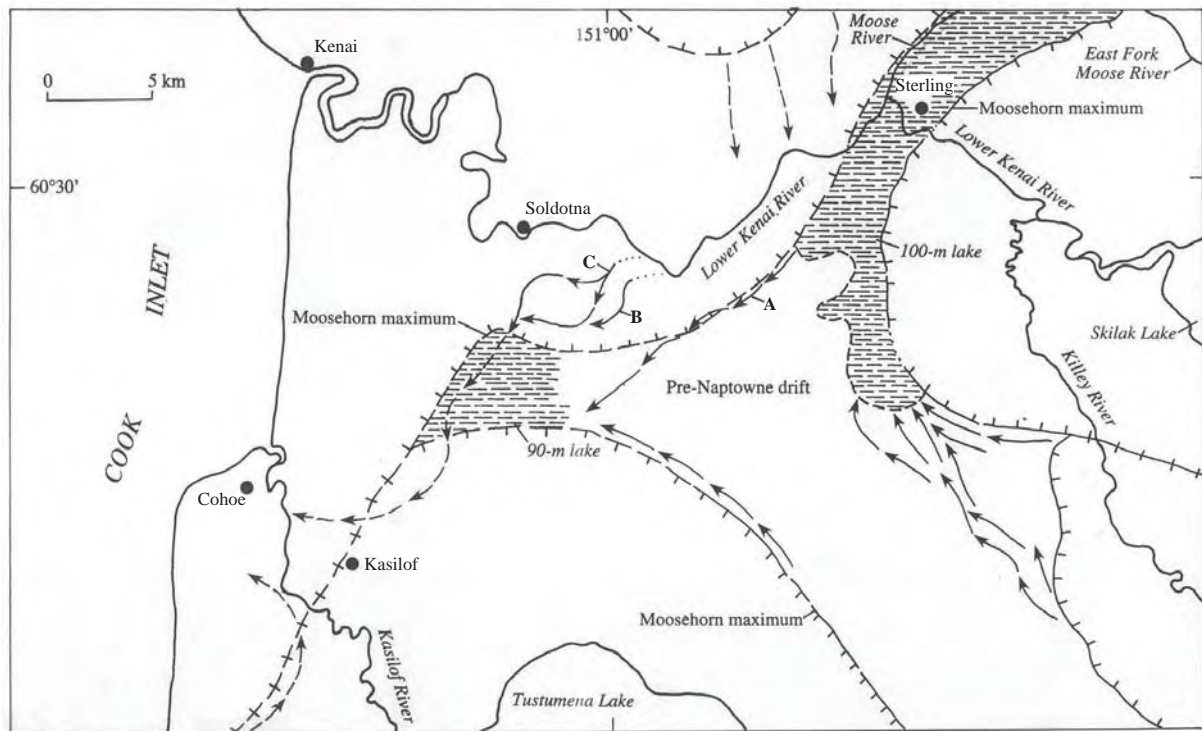 Kenai
0 5 km
151°00'
Moose
River
East Fork
Moose River
Sterling
Moosehorn maximum
Lower Kenai River
60°30'
Soldotna
Lower Kenai River
100-m lake
C
B
A
INLET
COOK
Moosehorn maximum
Skilak Lake
Killey River
Pre-Naptowne drift
90-m lake
Cohoe
Kasilof
Moosehorn maximum
Kasilof
River
Tustumena Lake